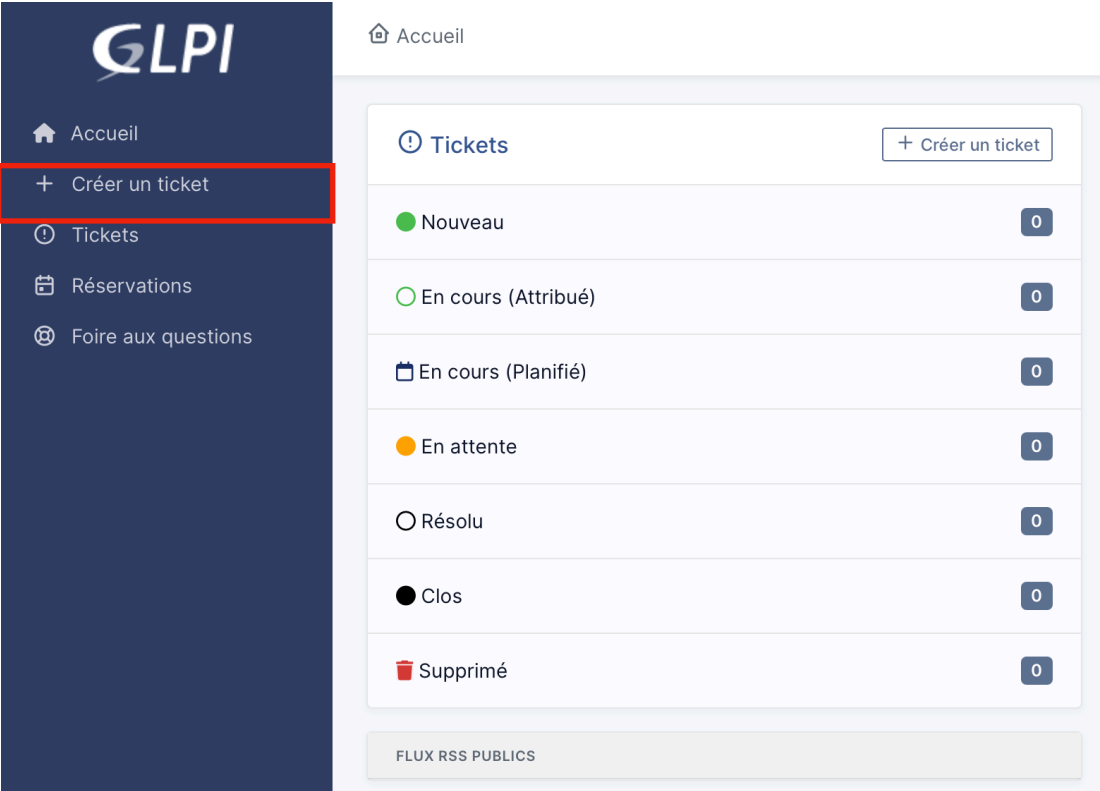 GLPI
Accueil
Créer un ticket
Tickets
Réservations
Foire aux questions
Accueil
Tickets
+ Créer un ticket
Nouveau 0
En cours (Attribué) 0
En cours (Planifié) 0
En attente 0
Résolu 0
Clos 0
Supprimé 0
FLUX RSS PUBLICS